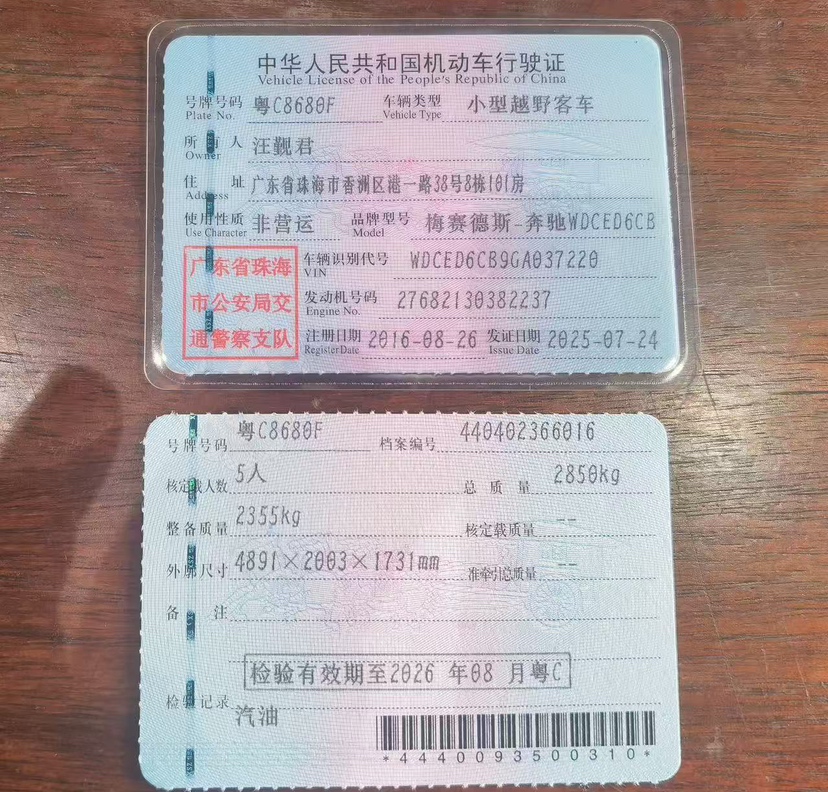 中华人民共和国机动车行驶证
Vehicle License of the People's Republic of China
号牌号码 粤C8680F 车辆类型 小型越野客车
Plate No. Vehicle Type
所有人 汪觐君
Owner
住址 广东省珠海市香洲区港一路38号8栋101房
Address
使用性质 非营运 品牌型号 梅赛德斯-奔驰WDCED6CB
Use Character Model
广东省珠海 车辆识别代号 WDCED6CB9GA037220
VIN
市公安局交 发动机号码 27682130382237
Engine No.
通警察支队 注册日期 2016-08-26 发证日期 2025-07-24
Register Date Issue Date
号牌号码 粤C8680F 档案编号 440402366016
核定载人数 5人 总质量 2850kg
整备质量 2355kg 核定载质量 --
外廓尺寸 4891×2003×1731mm 准牵引总质量 --
备注
检验有效期至2026 年08 月粤C
检验记录
汽油
*4440093500310*